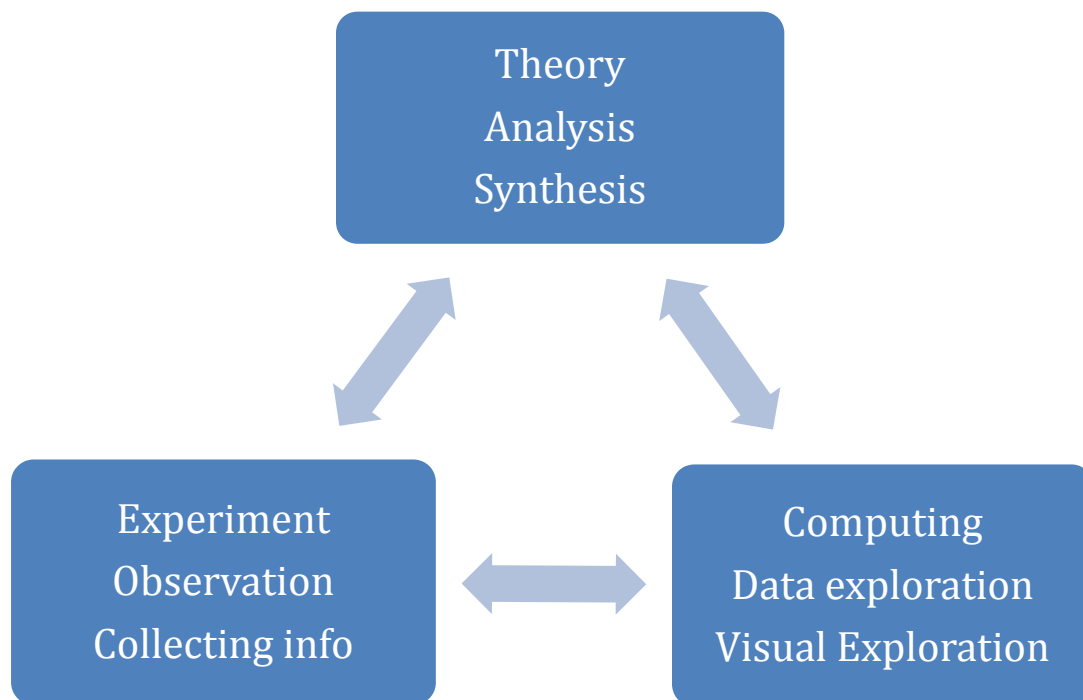 Theory
Analysis
Synthesis
Experiment
Observation
Collecting info
Computing
Data exploration
Visual Exploration